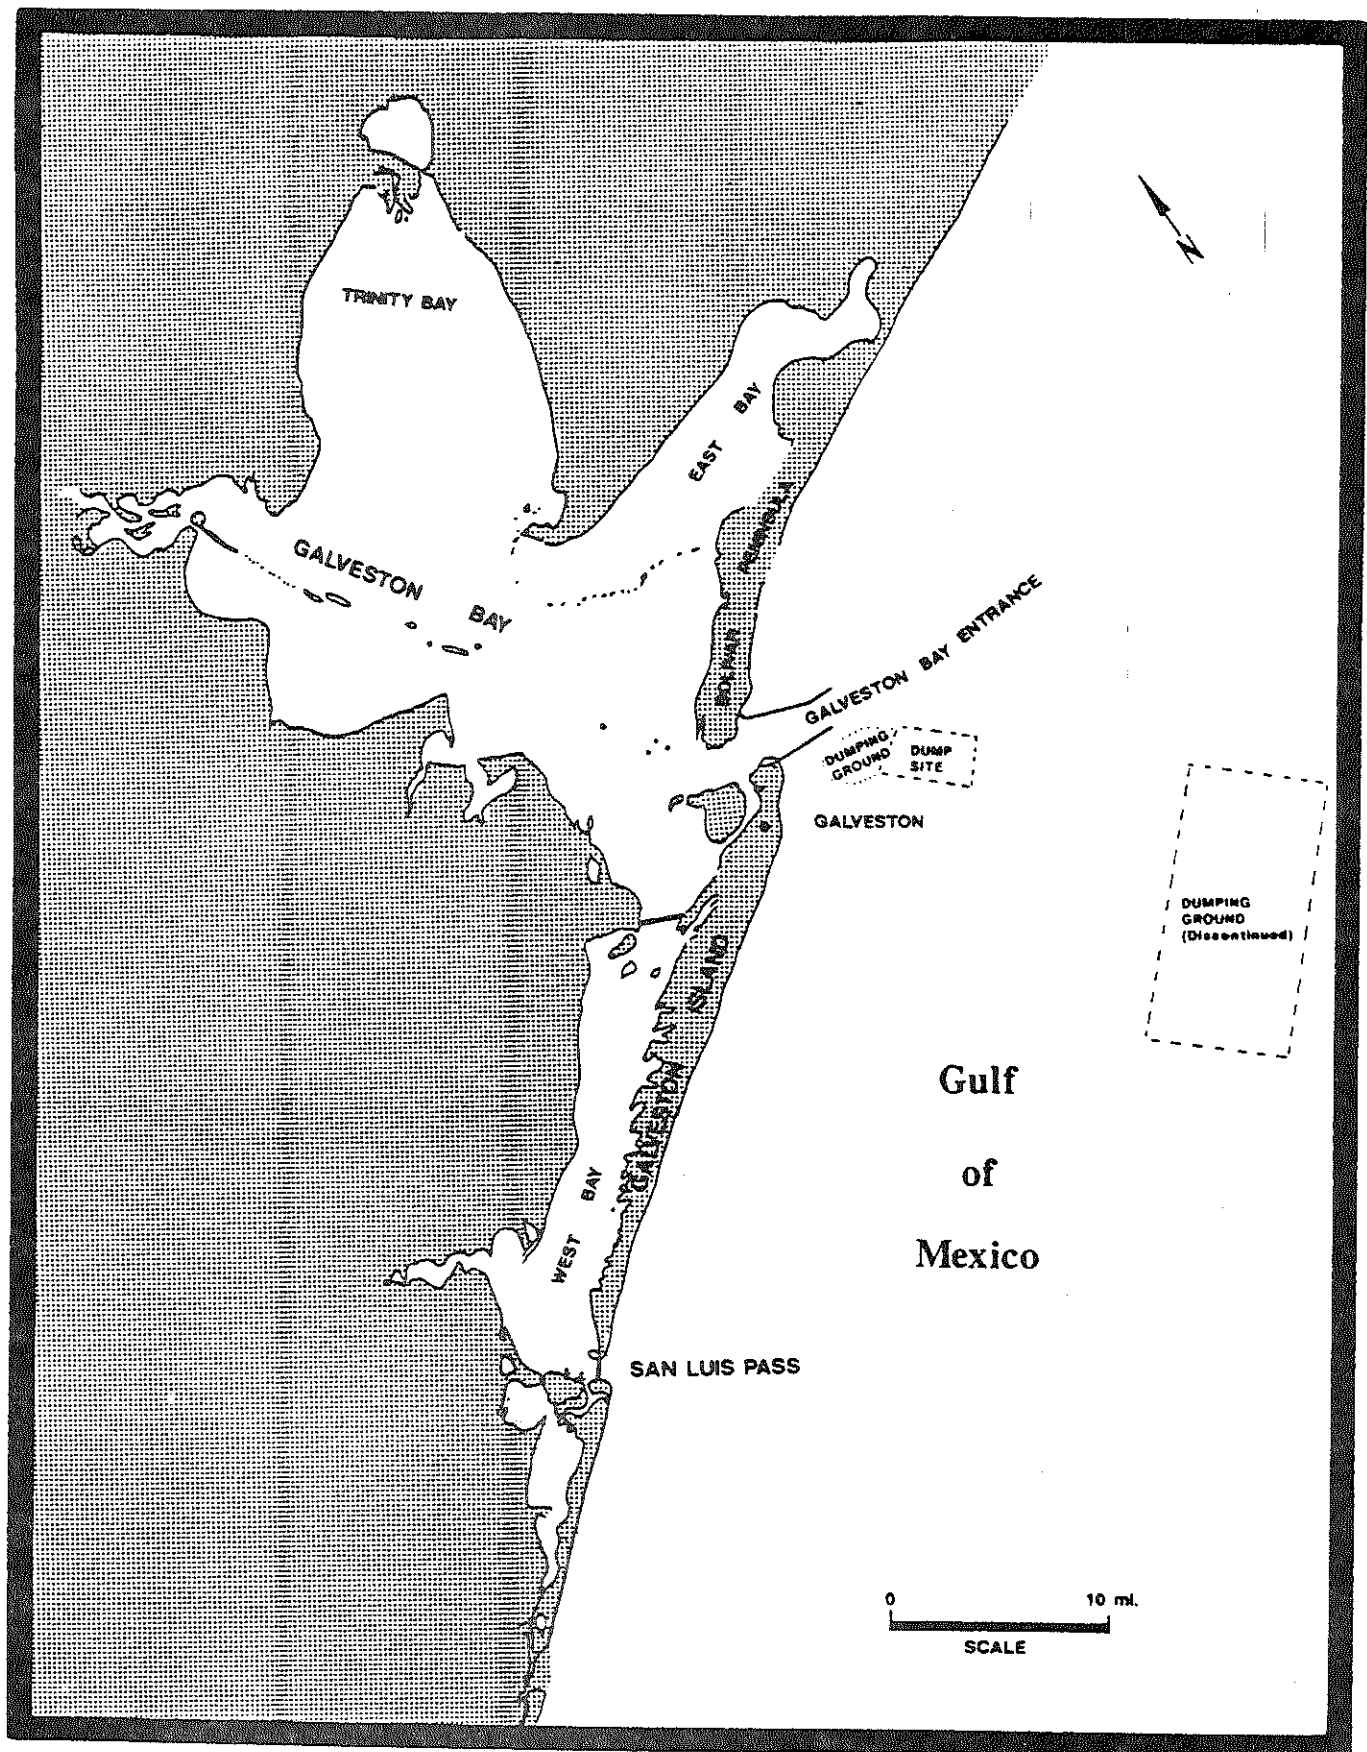 N
TRINITY BAY
EAST BAY
GALVESTON BAY
BOLIVAR PENINSULA
GALVESTON BAY ENTRANCE
DUMPING
GROUND
DUMP
SITE
GALVESTON
DUMPING
GROUND
(Discontinued)
GALVESTON ISLAND
Gulf
of
Mexico
WEST BAY
SAN LUIS PASS
0 10 mi.
SCALE